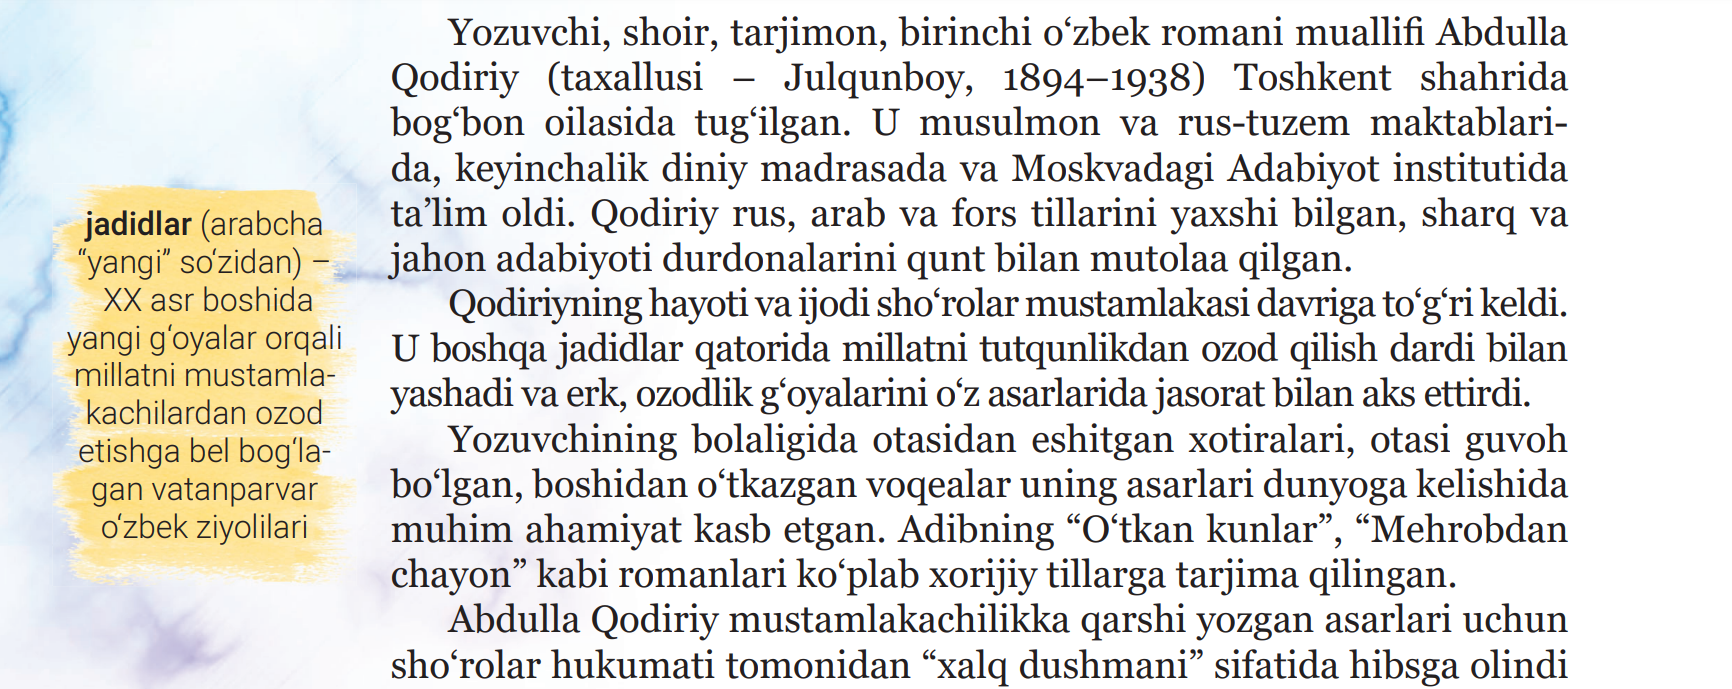 Yozuvchi, shoir, tarjimon, birinchi o‘zbek romani muallifi Abdulla
Qodiriy (taxallusi – Julqunboy, 1894–1938) Toshkent shahrida
bog‘bon oilasida tug‘ilgan. U musulmon va rus-tuzem maktablari-
da, keyinchalik diniy madrasada va Moskvadagi Adabiyot institutida
ta’lim oldi. Qodiriy rus, arab va fors tillarini yaxshi bilgan, sharq va
jahon adabiyoti durdonalarini qunt bilan mutolaa qilgan.
Qodiriyning hayoti va ijodi sho‘rolar mustamlakasi davriga to‘g‘ri keldi.
U boshqa jadidlar qatorida millatni tutqunlikdan ozod qilish dardi bilan
yashadi va erk, ozodlik g‘oyalarini o‘z asarlarida jasorat bilan aks ettirdi.
Yozuvchining bolaligida otasidan eshitgan xotiralari, otasi guvoh
bo‘lgan, boshidan o‘tkazgan voqealar uning asarlari dunyoga kelishida
muhim ahamiyat kasb etgan. Adibning “O‘tkan kunlar”, “Mehrobdan
chayon” kabi romanlari ko‘plab xorijiy tillarga tarjima qilingan.
Abdulla Qodiriy mustamlakachilikka qarshi yozgan asarlari uchun
sho‘rolar hukumati tomonidan “xalq dushmani” sifatida hibsga olindi
jadidlar (arabcha
“yangi” so‘zidan) –
XX asr boshida
yangi g‘oyalar orqali
millatni mustamla-
kachilardan ozod
etishga bel bog‘la-
gan vatanparvar
o‘zbek ziyolilari